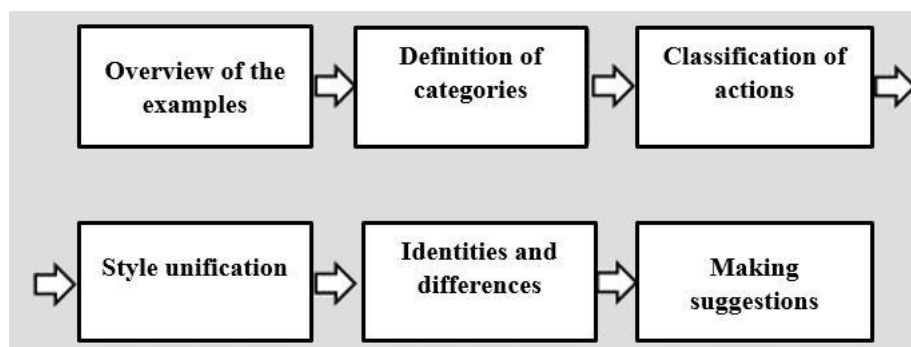 Overview of the
examples
Definition of
categories
Classification of
actions
Style unification
Identities and
differences
Making
suggestions